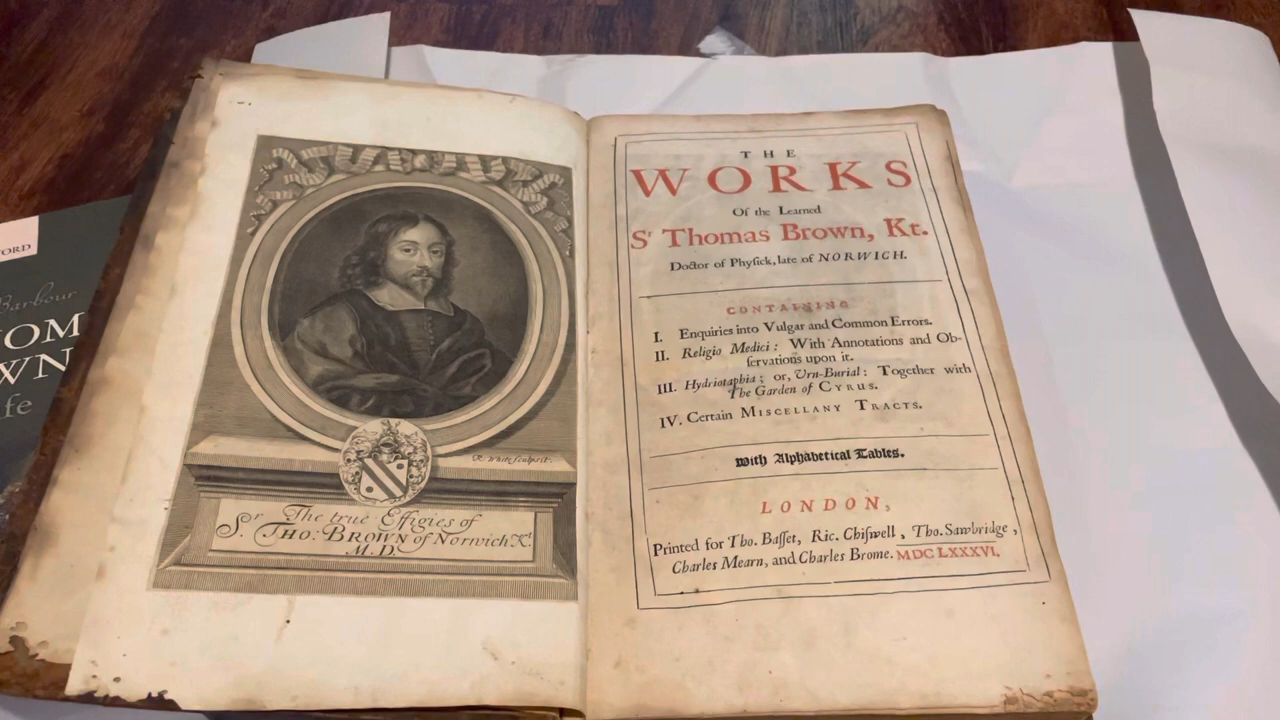 ORD
Barbour
OM
WN
fe
R. White sculpsit.
The true Effigies of
Sr. THO: BROWN of Norwich Kt.
M.D.
THE
WORKS
Of the Learned
Sr Thomas Brown, Kt.
Doctor of Phyſick, late of NORWICH.
CONTAINING
I. Enquiries into Vulgar and Common Errors.
II. Religio Medici: With Annotations and Ob-
ſervations upon it.
III. Hydriotaphia; or, Urn-Burial: Together with
The Garden of CYRUS.
IV. Certain MISCELLANY TRACTS.
With Alphabetical Tables.
LONDON,
Printed for Tho. Baſſet, Ric. Chiſwell, Tho. Sawbridge,
Charles Mearn, and Charles Brome. MDCLXXXVI.